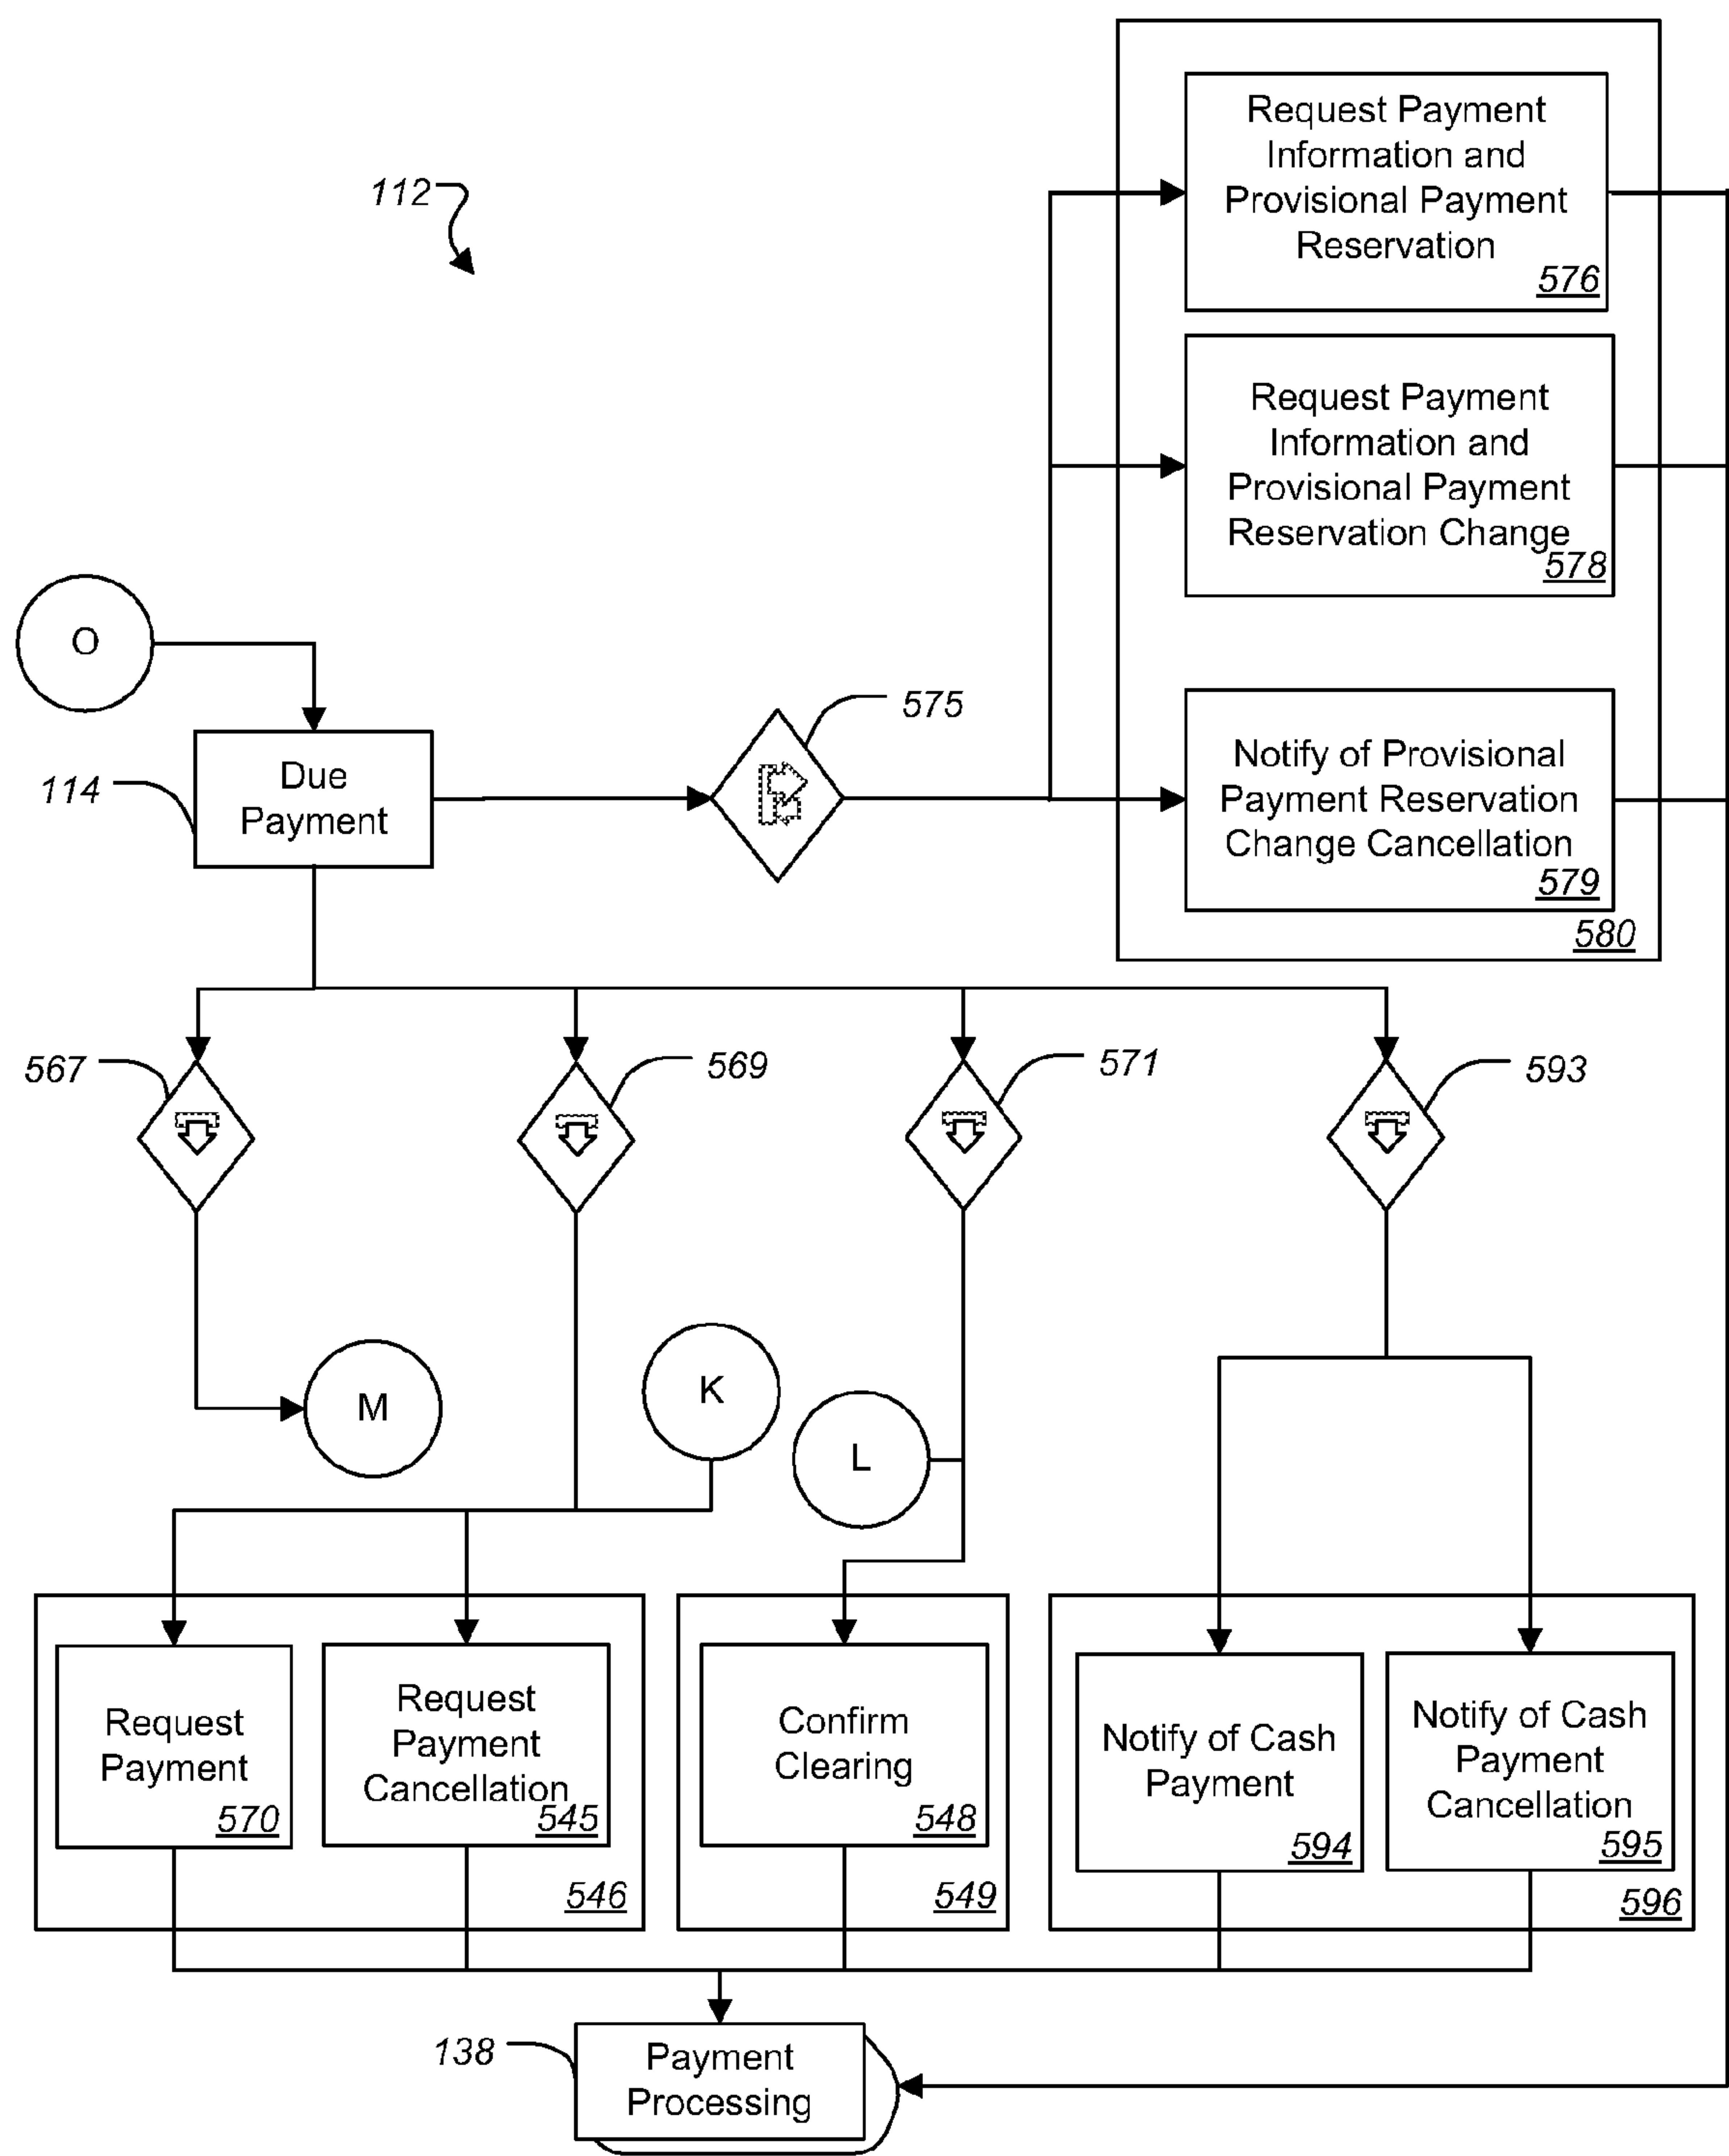 112
Request Payment
Information and
Provisional Payment
Reservation
576
Request Payment
Information and
Provisional Payment
Reservation Change
578
O
575
114
Due
Payment
Notify of Provisional
Payment Reservation
Change Cancellation
579
580
567
569
571
593
M
K
L
Request
Payment
570
Request
Payment
Cancellation
545
546
Confirm
Clearing
548
549
Notify of Cash
Payment
594
Notify of Cash
Payment
Cancellation
595
596
138
Payment
Processing